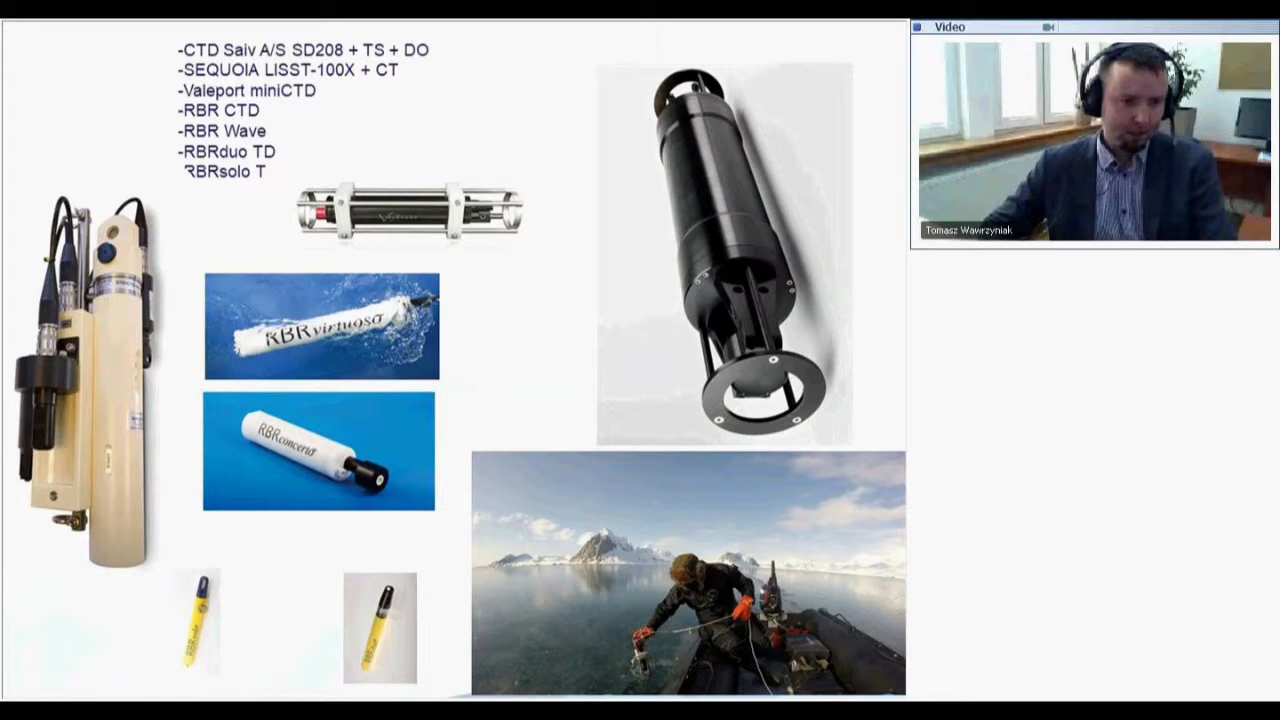 -CTD Saiv A/S SD208 + TS + DO
-SEQUOIA LISST-100X + CT
-Valeport miniCTD
-RBR CTD
-RBR Wave
-RBRduo TD
-RBRsolo T
RBRvirtuoso
RBRconcerto
Video
Tomasz Wawrzyniak